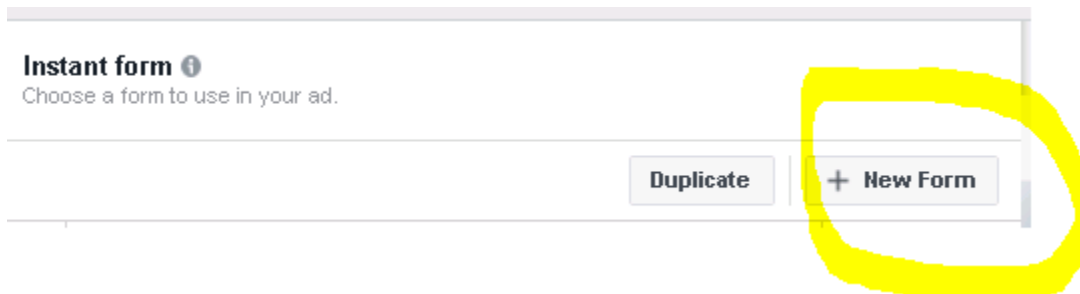 Instant form
Choose a form to use in your ad.
Duplicate + New Form